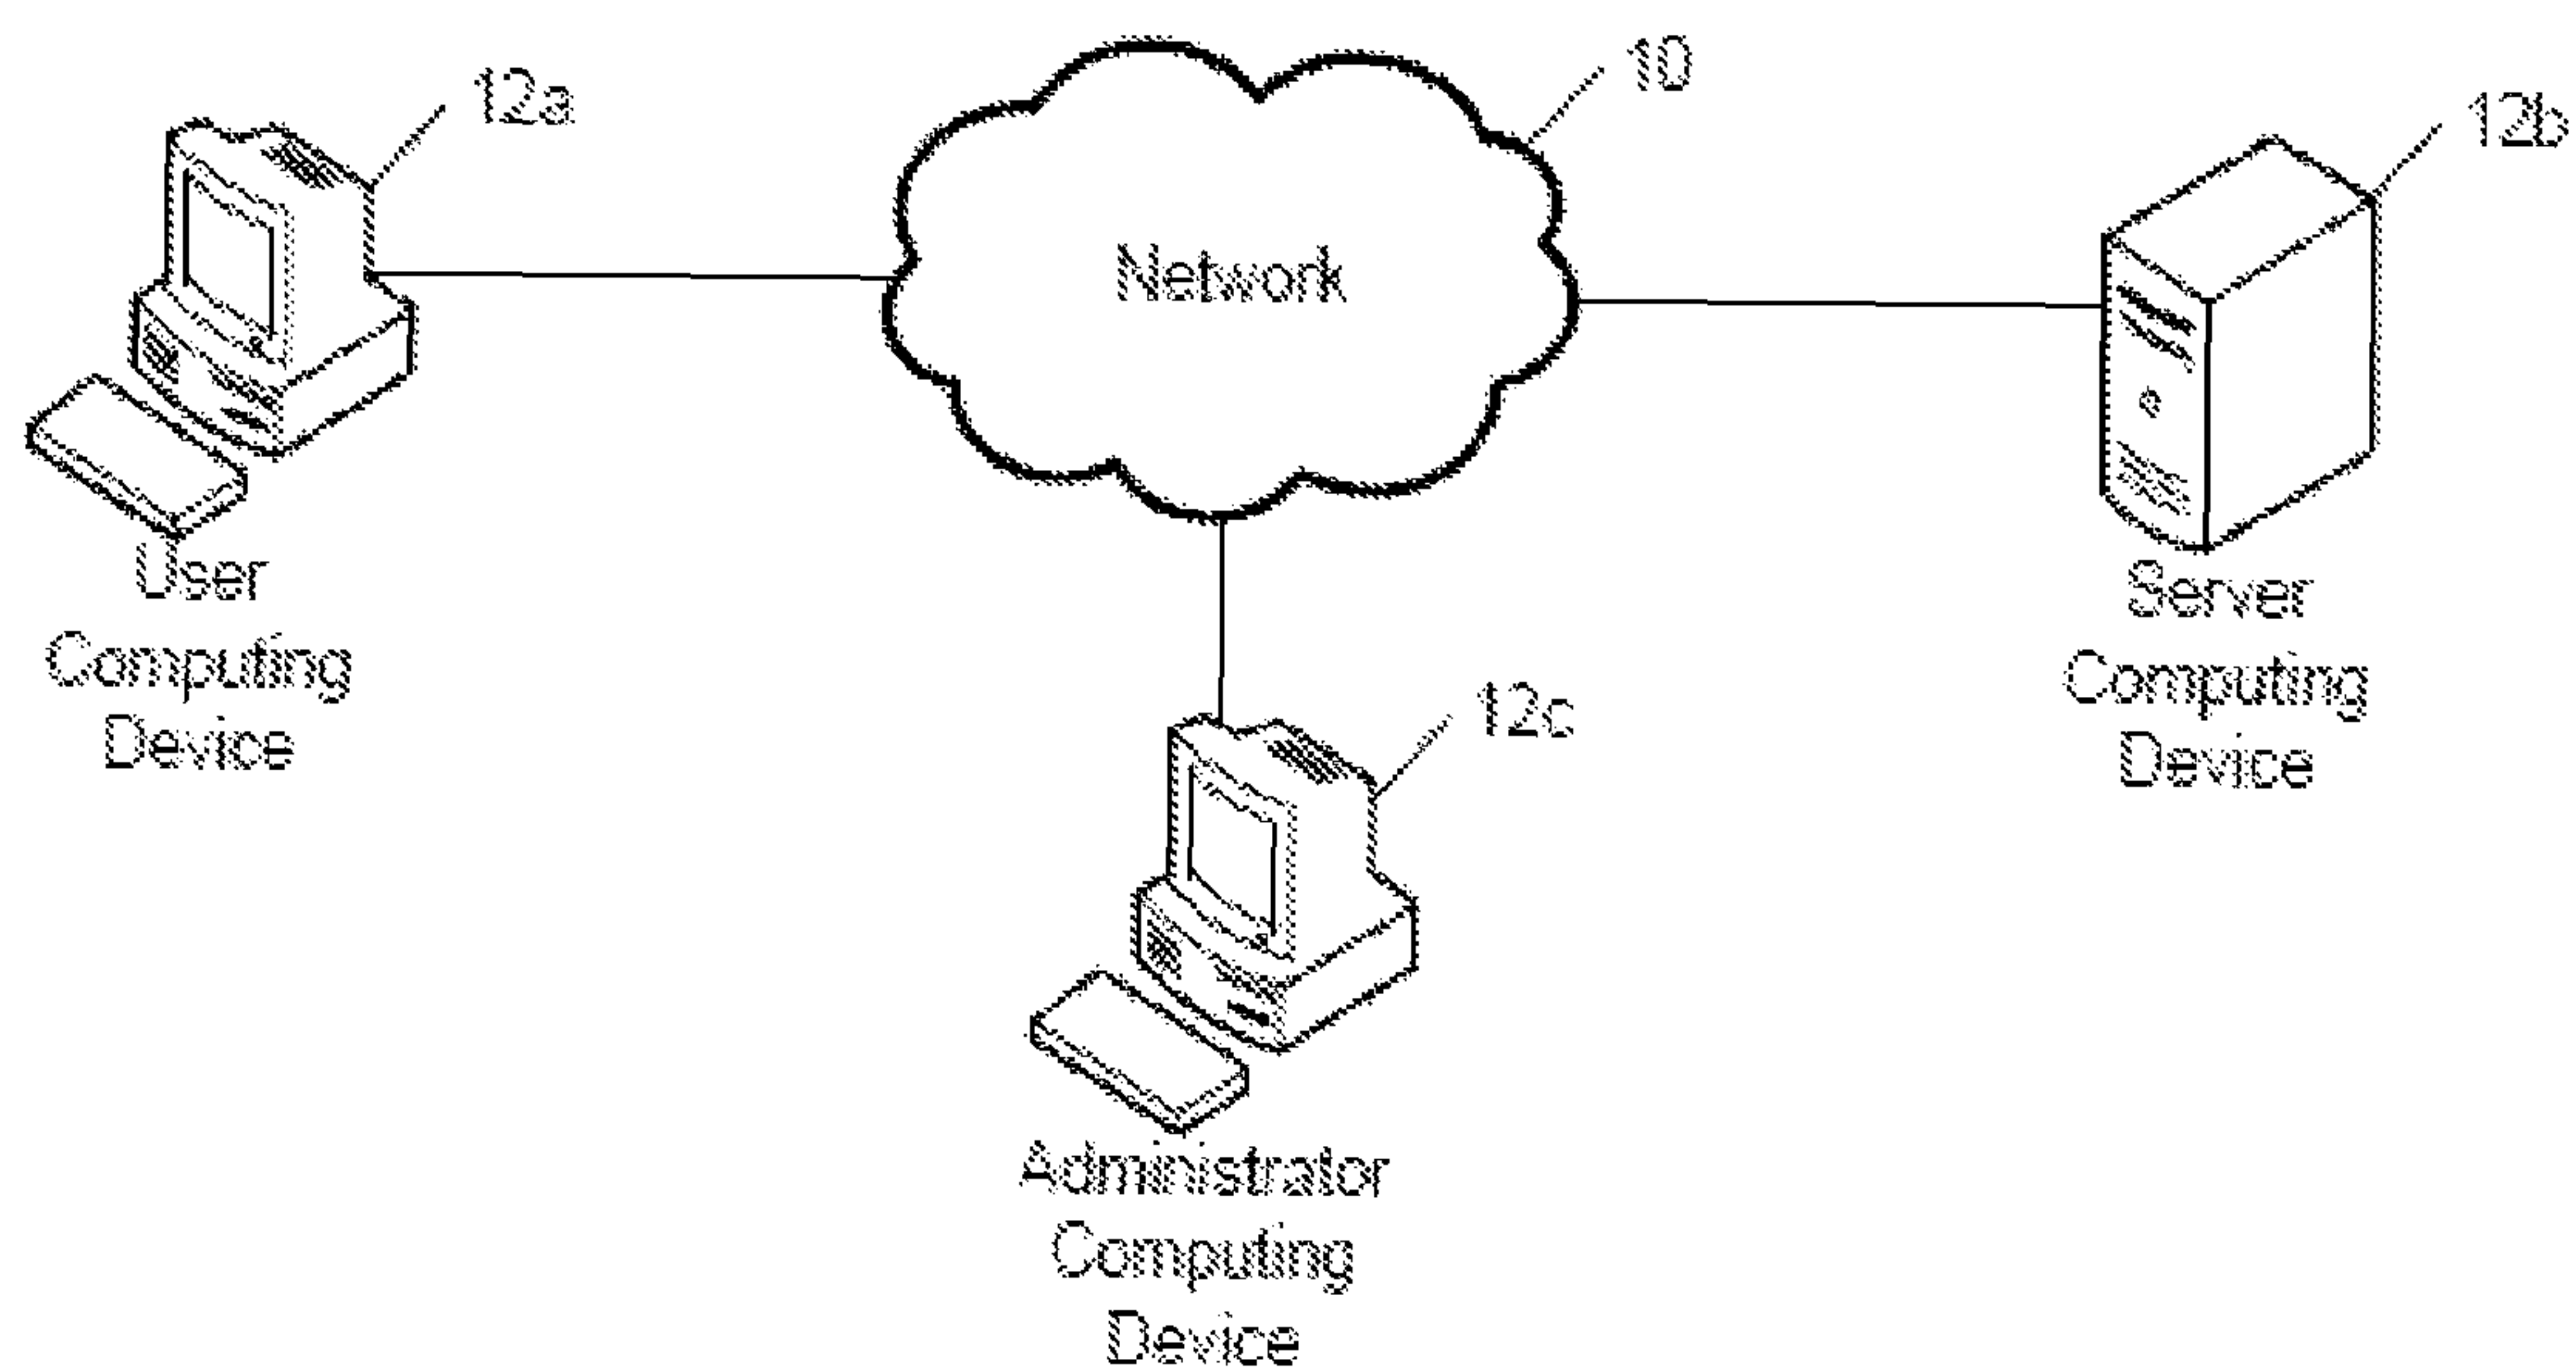 12a
10
12b
Network
User
Computing
Device
Server
Computing
Device
12c
Administrator
Computing
Device